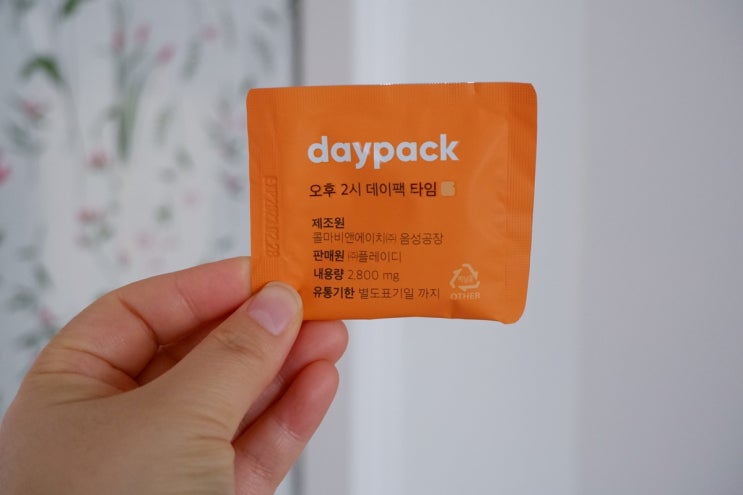 daypack
오후 2시 데이팩 타임
제조원
콜마비앤에이치㈜ 음성공장
판매원 ㈜플레이디
내용량 2,800 mg
유통기한 별도표기일 까지
OTHER